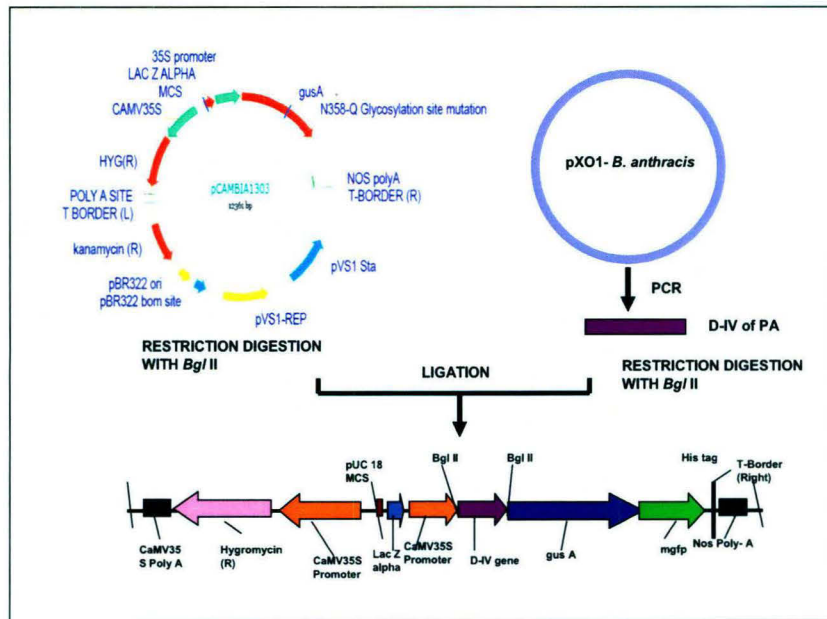 35S promoter
LAC Z ALPHA
MCS
CAMV35S
gusA
N358-Q Glycosylation site mutation
HYG(R)
pCAMBIA1303
12361 bp
NOS polyA
T-BORDER (R)
POLY A SITE
T BORDER (L)
kanamycin (R)
pVS1 Sta
pBR322 ori
pBR322 bom site
pVS1-REP
pXO1- B. anthracis
PCR
D-IV of PA
RESTRICTION DIGESTION
WITH Bgl II
RESTRICTION DIGESTION
WITH Bgl II
LIGATION
pUC 18
MCS
Bgl II
Bgl II
His tag
T-Border
(Right)
CaMV35
S Poly A
Hygromycin
(R)
CaMV35S
Promoter
Lac Z
alpha
CaMV35S
Promoter
D-IV gene
gus A
mgfp
Nos Poly- A